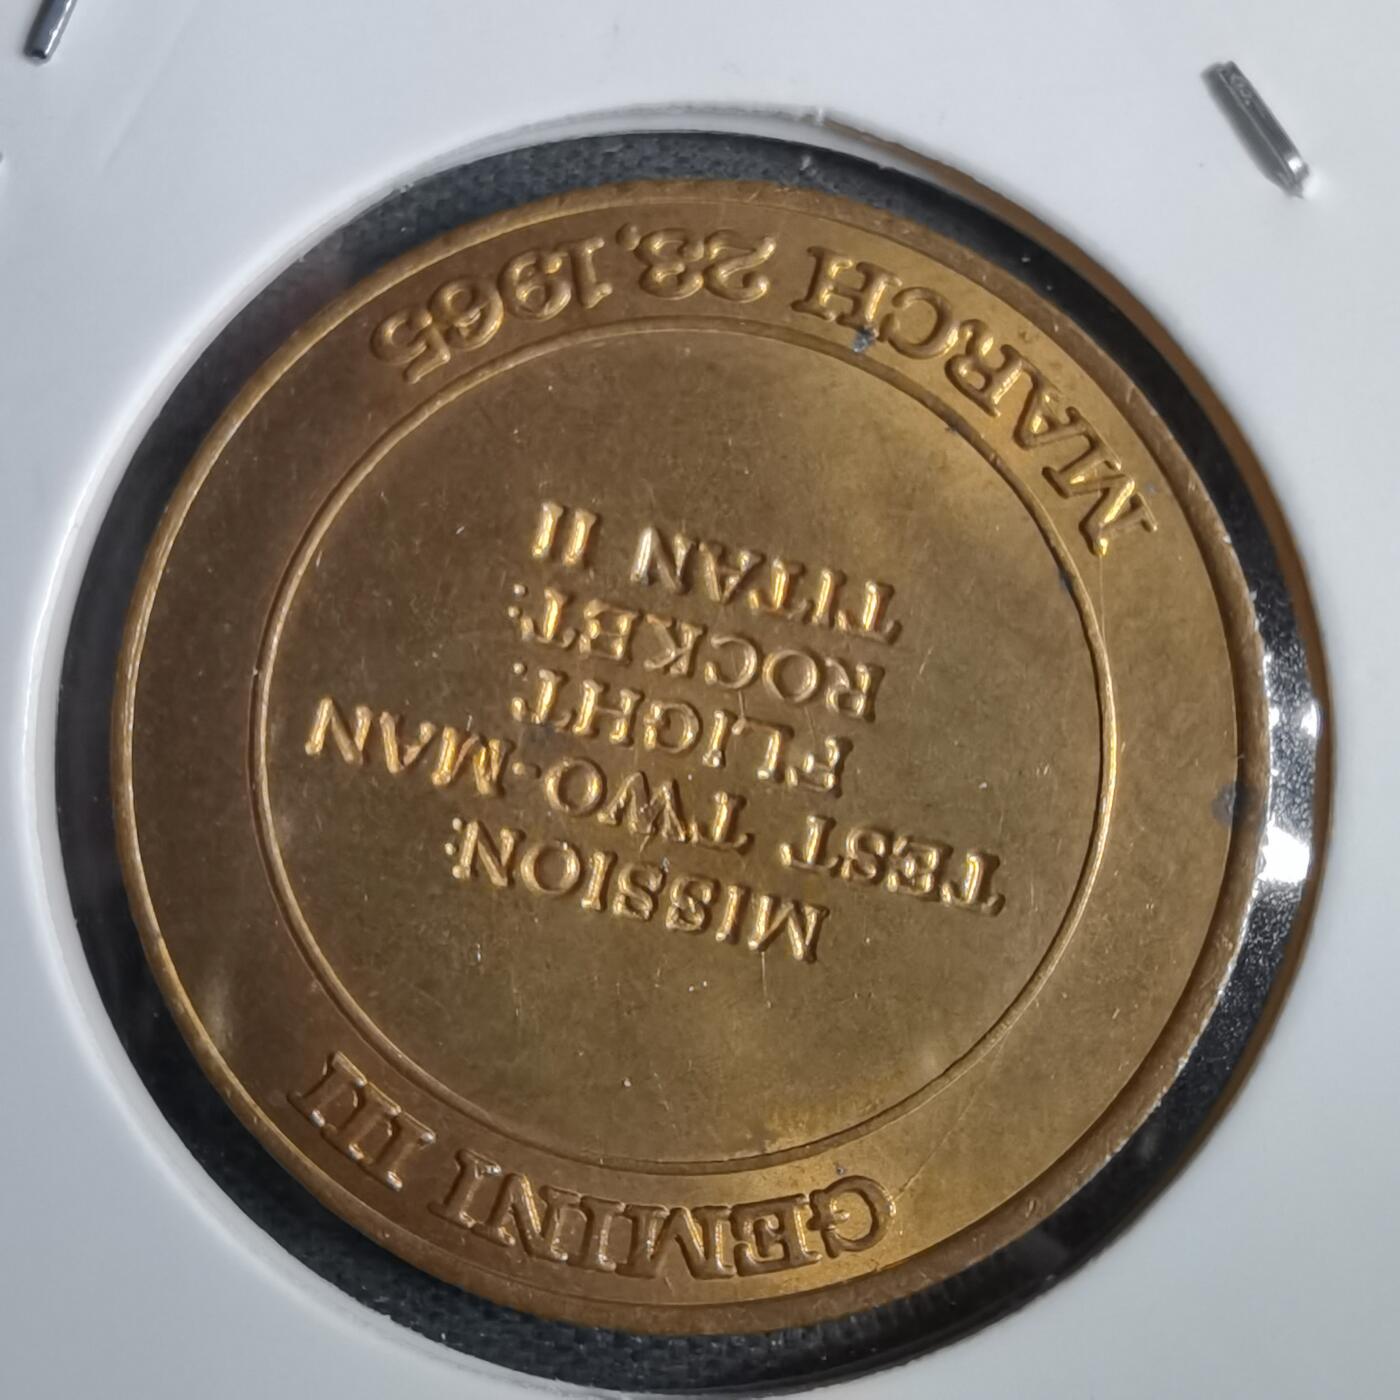 GEMINI III
MISSION:
TEST TWO-MAN
FLIGHT:
ROCKET:
TITAN II
MARCH 23, 1965